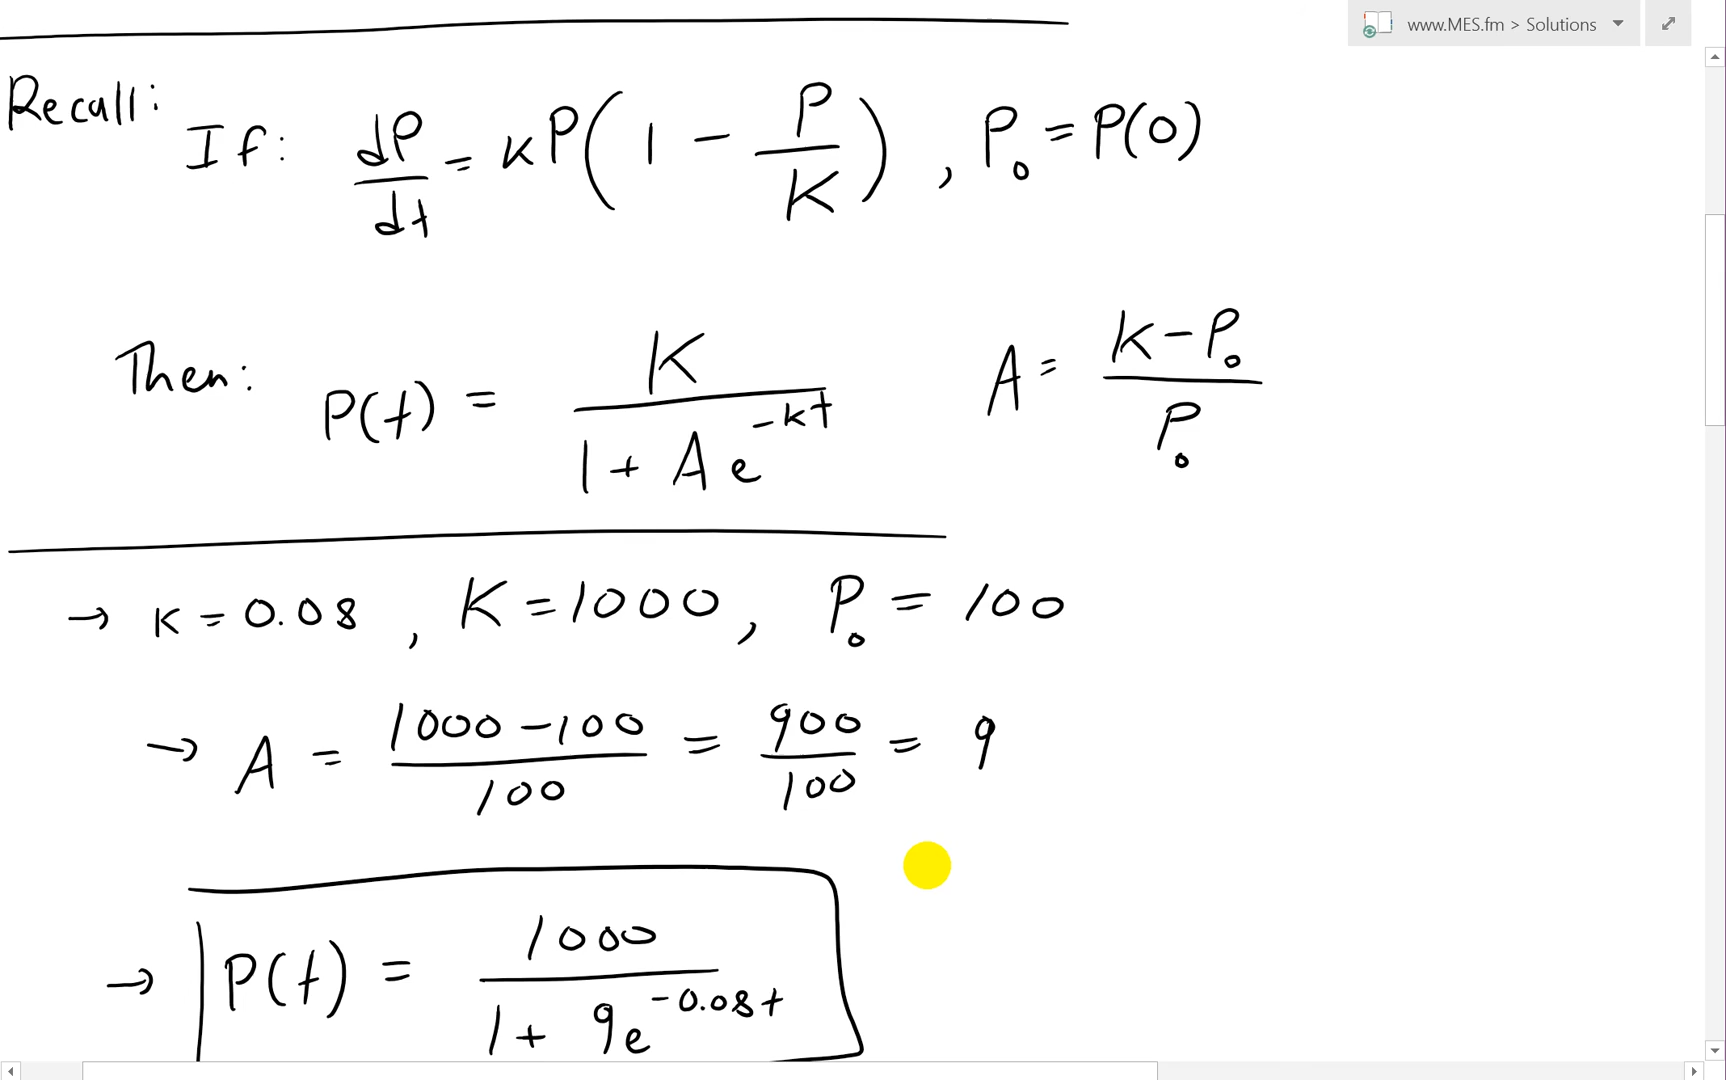 www.MES.fm > Solutions
Recall:
If: dP/dt = kP(1 - P/K), P₀ = P(0)
Then: P(t) = K/(1 + Ae^(-kt))   A = (K - P₀)/P₀
→ k = 0.08, K = 1000, P₀ = 100
→ A = (1000 - 100)/100 = 900/100 = 9
→ P(t) = 1000/(1 + 9e^(-0.08t))